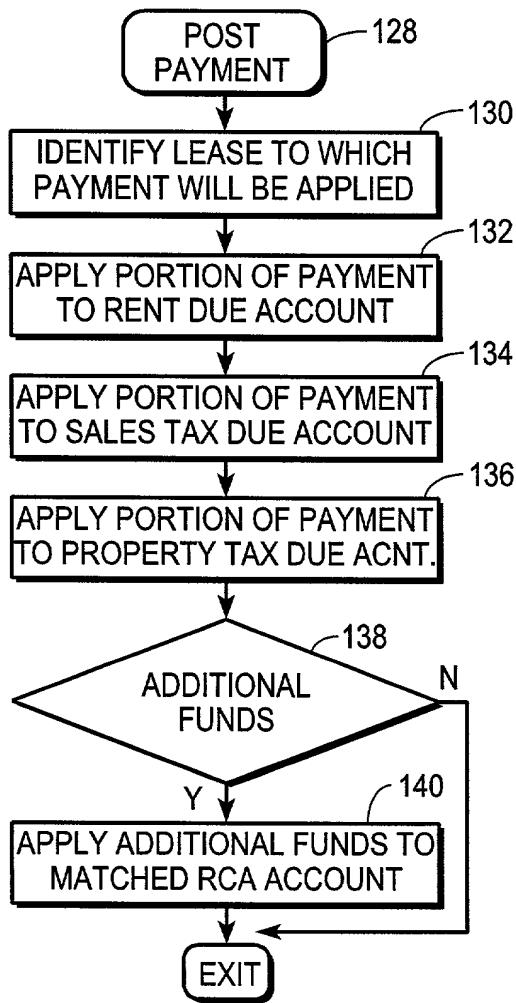 POST
PAYMENT
128
130
IDENTIFY LEASE TO WHICH
PAYMENT WILL BE APPLIED
132
APPLY PORTION OF PAYMENT
TO RENT DUE ACCOUNT
134
APPLY PORTION OF PAYMENT
TO SALES TAX DUE ACCOUNT
136
APPLY PORTION OF PAYMENT
TO PROPERTY TAX DUE ACNT.
138
ADDITIONAL
FUNDS
N
Y
140
APPLY ADDITIONAL FUNDS TO
MATCHED RCA ACCOUNT
EXIT